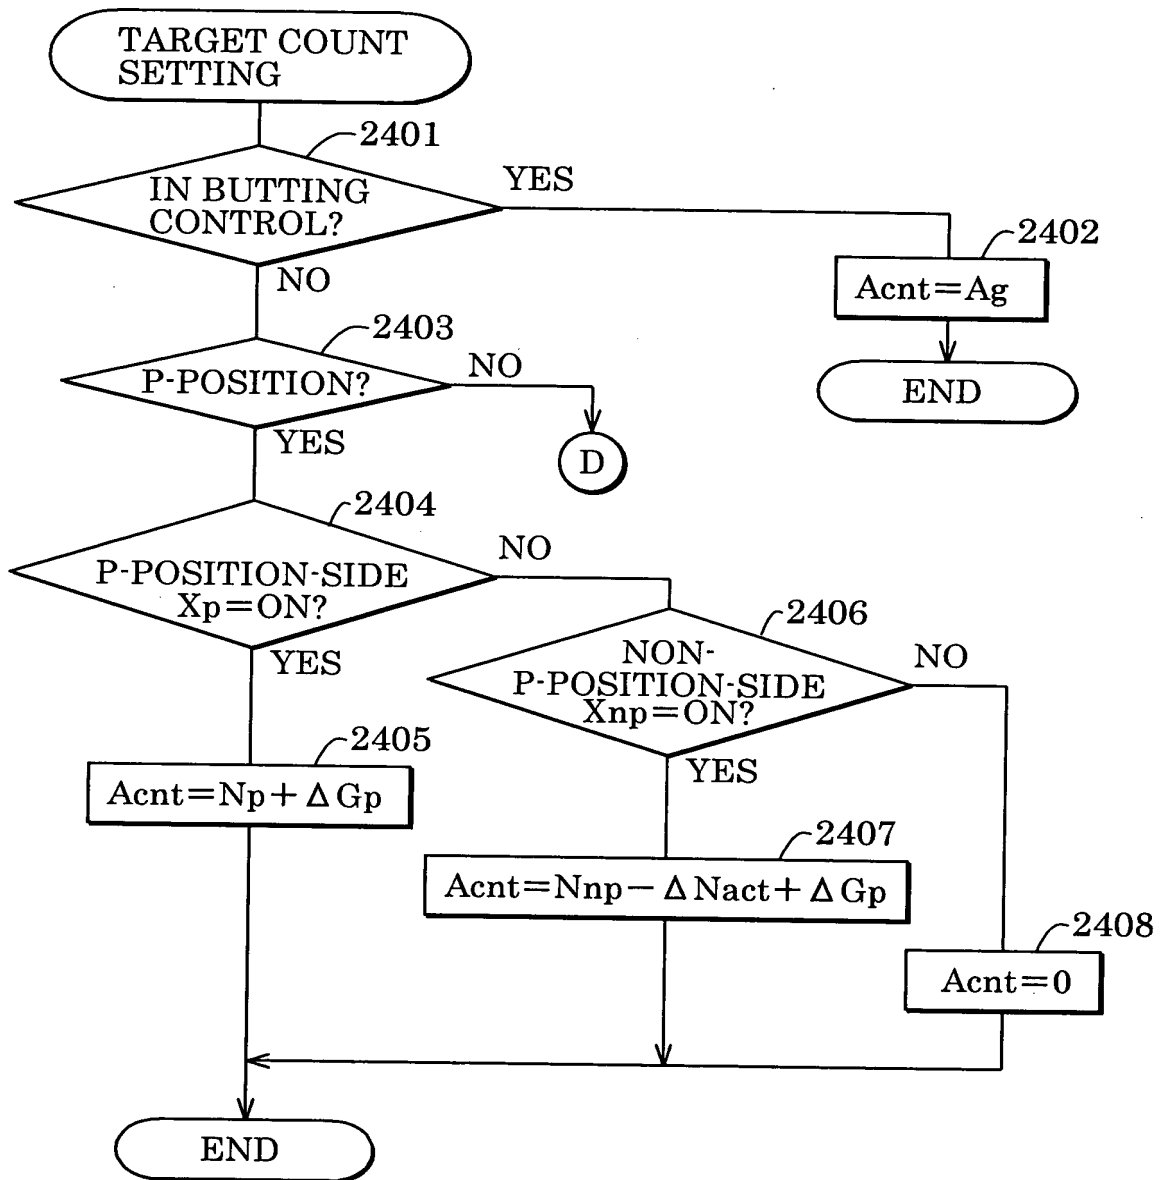 TARGET COUNT
SETTING
2401
IN BUTTING
CONTROL?
YES
NO
2402
Acnt=Ag
END
2403
P-POSITION?
NO
YES
D
2404
P-POSITION-SIDE
Xp=ON?
NO
YES
2406
NON-
P-POSITION-SIDE
Xnp=ON?
NO
YES
2405
Acnt=Np+ΔGp
2407
Acnt=Nnp-ΔNact+ΔGp
2408
Acnt=0
END